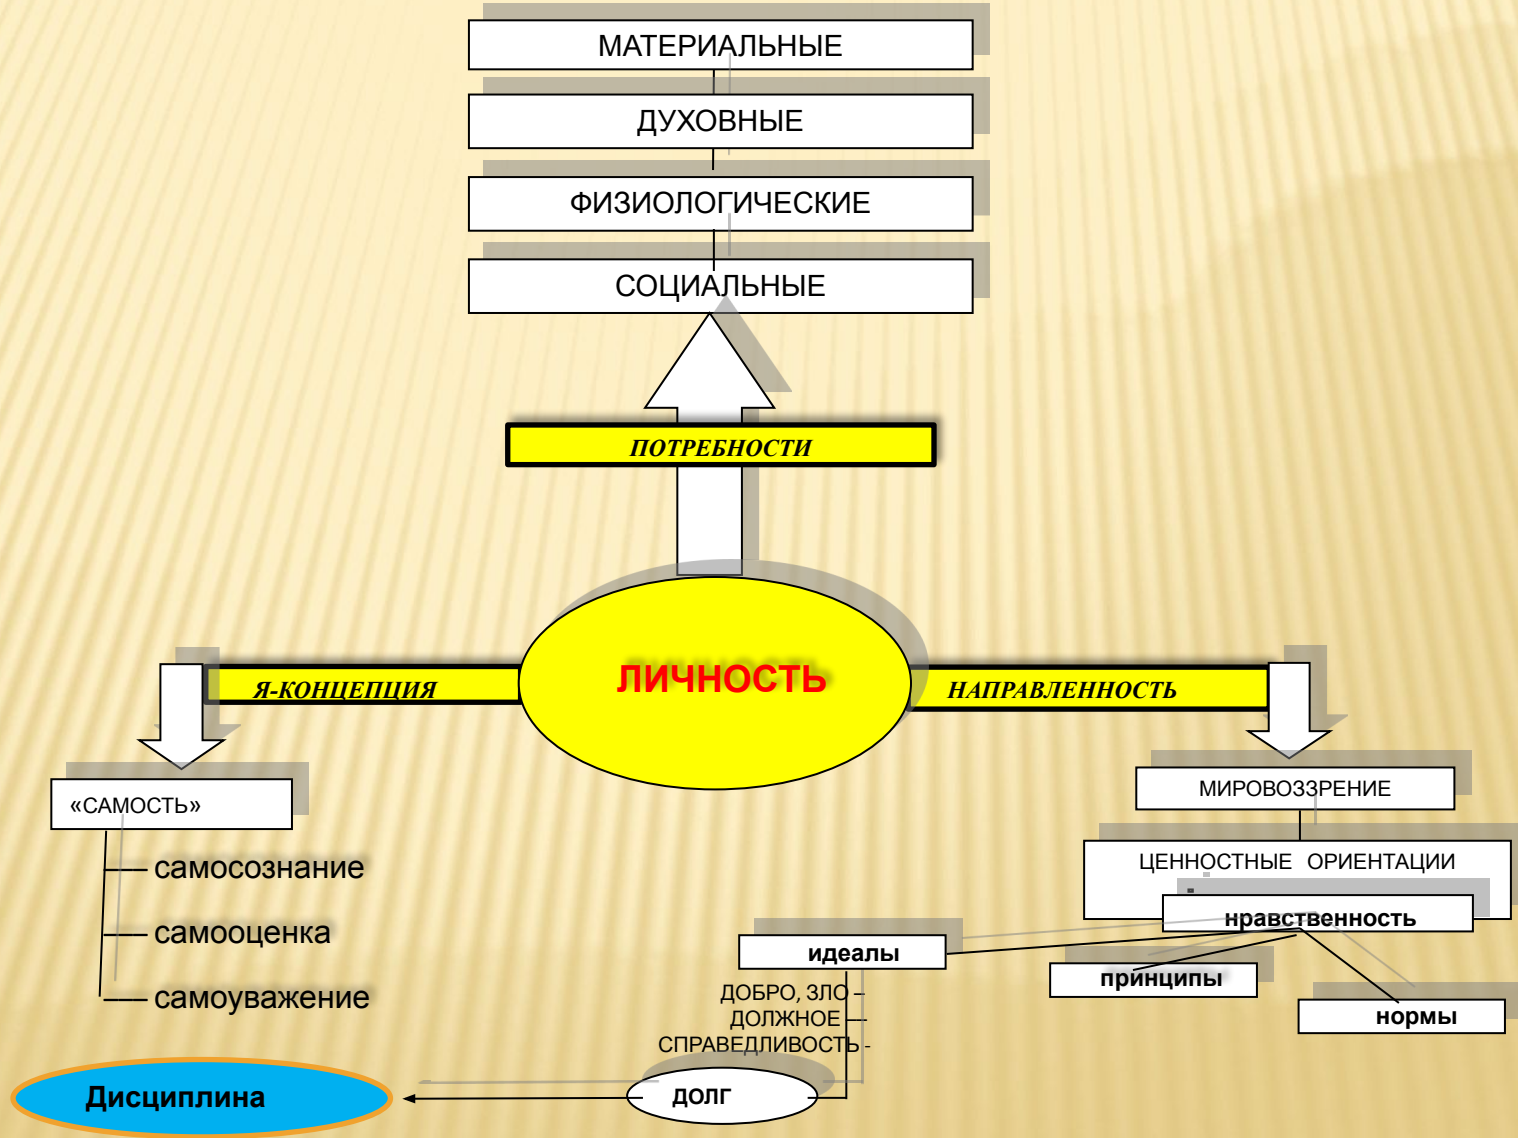 МАТЕРИАЛЬНЫЕ
ДУХОВНЫЕ
ФИЗИОЛОГИЧЕСКИЕ
СОЦИАЛЬНЫЕ
ПОТРЕБНОСТИ
ЛИЧНОСТЬ
Я-КОНЦЕПЦИЯ
НАПРАВЛЕННОСТЬ
«САМОСТЬ»
самосознание
самооценка
самоуважение
МИРОВОЗЗРЕНИЕ
ЦЕННОСТНЫЕ ОРИЕНТАЦИИ
нравственность
идеалы
принципы
нормы
ДОБРО, ЗЛО –
ДОЛЖНОЕ –
СПРАВЕДЛИВОСТЬ -
ДОЛГ
Дисциплина